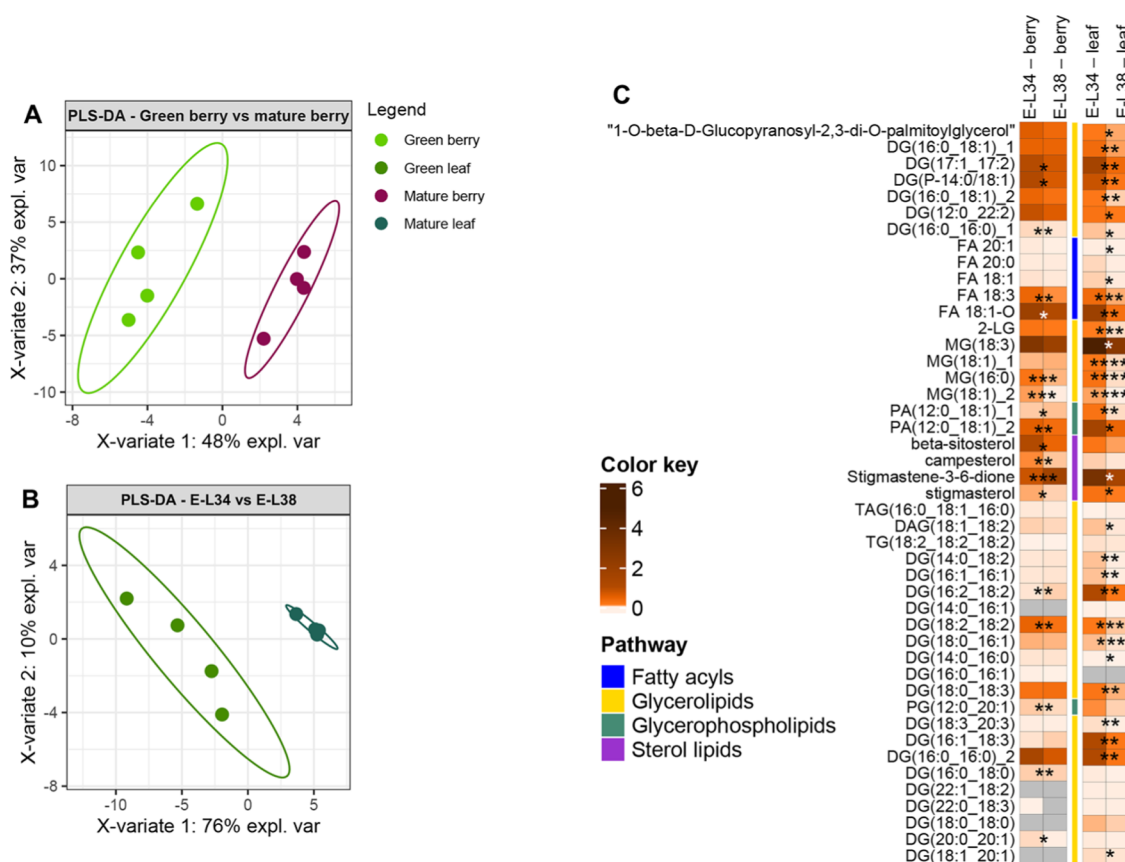 A
PLS-DA - Green berry vs mature berry
X-variate 2: 37% expl. var
10
5
0
-5
-10
-8
-4
0
4
X-variate 1: 48% expl. var
Legend
Green berry
Green leaf
Mature berry
Mature leaf
B
PLS-DA - E-L34 vs E-L38
X-variate 2: 10% expl. var
4
0
-4
-8
-10
-5
0
5
X-variate 1: 76% expl. var
C
E-L34 – berry
E-L38 – berry
E-L34 – leaf
E-L38 – leaf
"1-O-beta-D-Glucopyranosyl-2,3-di-O-palmitoylglycerol" *
DG(16:0_18:1)_1 **
DG(17:1_17:2) * **
DG(P-14:0/18:1) * **
DG(16:0_18:1)_2 **
DG(12:0_22:2) *
DG(16:0_16:0)_1 ** *
FA 20:1 *
FA 20:0
FA 18:1 *
FA 18:3 ** ***
FA 18:1-O * **
2-LG ***
MG(18:3) *
MG(18:1)_1 ****
MG(16:0) *** ****
MG(18:1)_2 *** ****
PA(12:0_18:1)_1 * **
PA(12:0_18:1)_2 ** *
beta-sitosterol *
campesterol **
Stigmastene-3-6-dione *** *
stigmasterol * *
TAG(16:0_18:1_16:0)
DAG(18:1_18:2) *
TG(18:2_18:2_18:2)
DG(14:0_18:2) **
DG(16:1_16:1) **
DG(16:2_18:2) ** **
DG(14:0_16:1)
DG(18:2_18:2) ** ***
DG(18:0_16:1) ***
DG(14:0_16:0) *
DG(16:0_16:1)
DG(18:0_18:3) **
PG(12:0_20:1) **
DG(18:3_20:3) **
DG(16:1_18:3) **
DG(16:0_16:0)_2 **
DG(16:0_18:0) **
DG(22:1_18:2)
DG(22:0_18:3)
DG(18:0_18:0)
DG(20:0_20:1) *
DG(18:1_20:1) *
Color key
6
4
2
0
Pathway
Fatty acyls
Glycerolipids
Glycerophospholipids
Sterol lipids